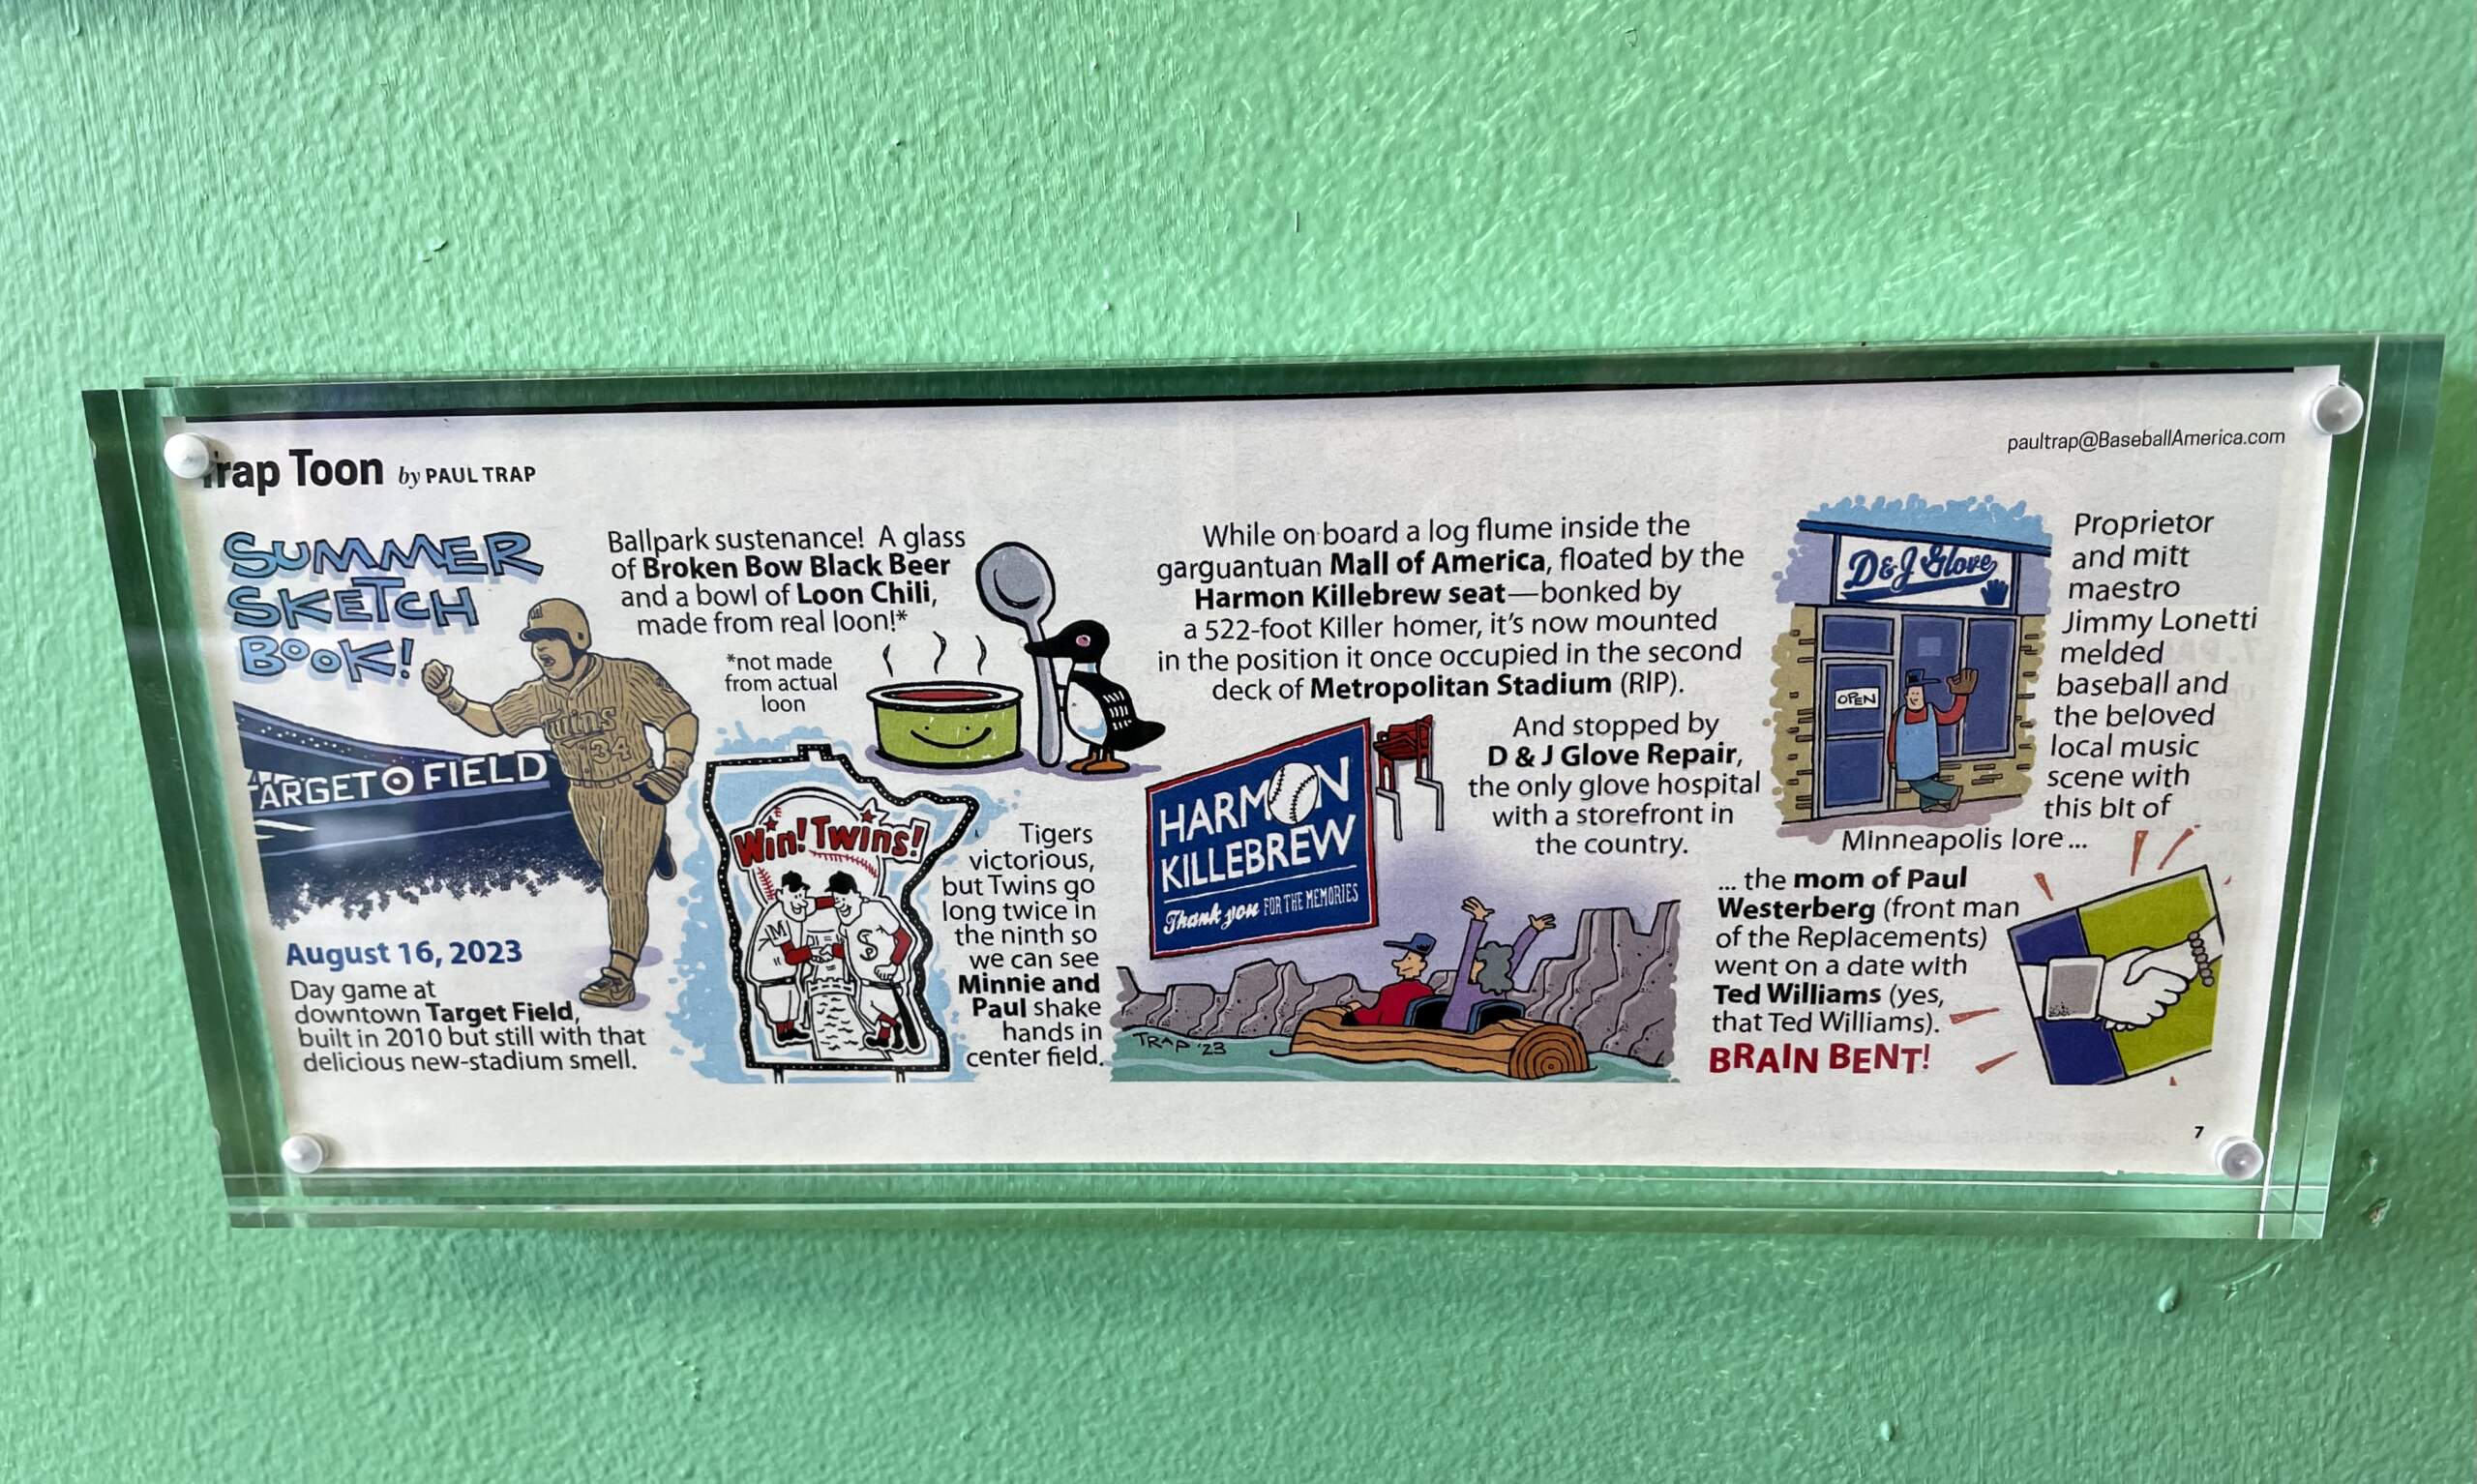 Trap Toon by PAUL TRAP
paultrap@BaseballAmerica.com
SUMMER
SKETCH
BOOK!
TARGET FIELD
Twins
34
August 16, 2023
Day game at
downtown Target Field,
built in 2010 but still with that
delicious new-stadium smell.
Ballpark sustenance! A glass
of Broken Bow Black Beer
and a bowl of Loon Chili,
made from real loon!*
*not made
from actual
loon
Win! Twins!
M
S
Tigers
victorious,
but Twins go
long twice in
the ninth so
we can see
Minnie and
Paul shake
hands in
center field.
While on board a log flume inside the
garguantuan Mall of America, floated by the
Harmon Killebrew seat—bonked by
a 522-foot Killer homer, it's now mounted
in the position it once occupied in the second
deck of Metropolitan Stadium (RIP).
HARMON
KILLEBREW
Thank you FOR THE MEMORIES
TRAP '23
And stopped by
D & J Glove Repair,
the only glove hospital
with a storefront in
the country.
D&J Glove
OPEN
Proprietor
and mitt
maestro
Jimmy Lonetti
melded
baseball and
the beloved
local music
scene with
this bit of
Minneapolis lore...
... the mom of Paul
Westerberg (front man
of the Replacements)
went on a date with
Ted Williams (yes,
that Ted Williams).
BRAIN BENT!
7